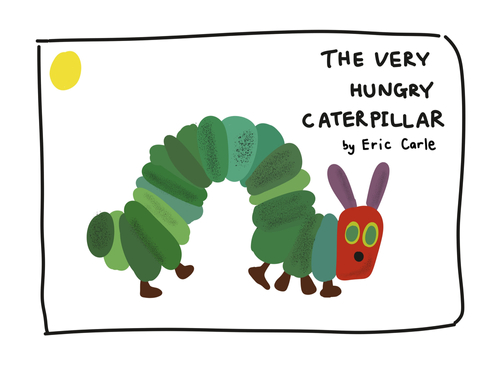 THE VERY
HUNGRY
CATERPILLAR
by Eric Carle